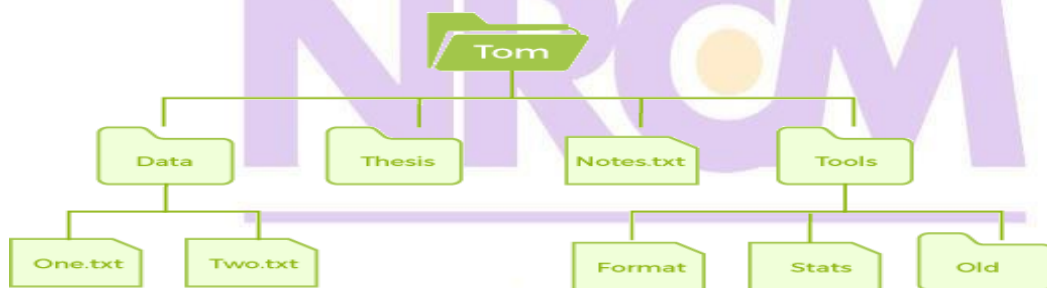 NRCM
Tom
Data
Thesis
Notes.txt
Tools
One.txt
Two.txt
Format
Stats
Old